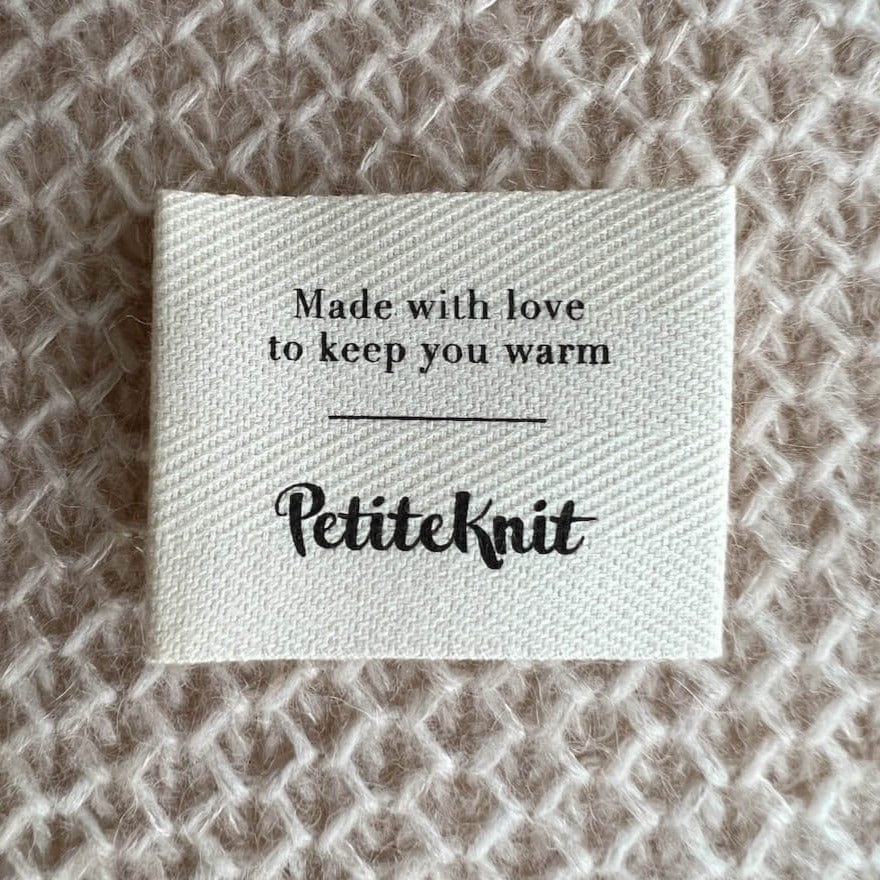 Made with love
to keep you warm
PetiteKnit